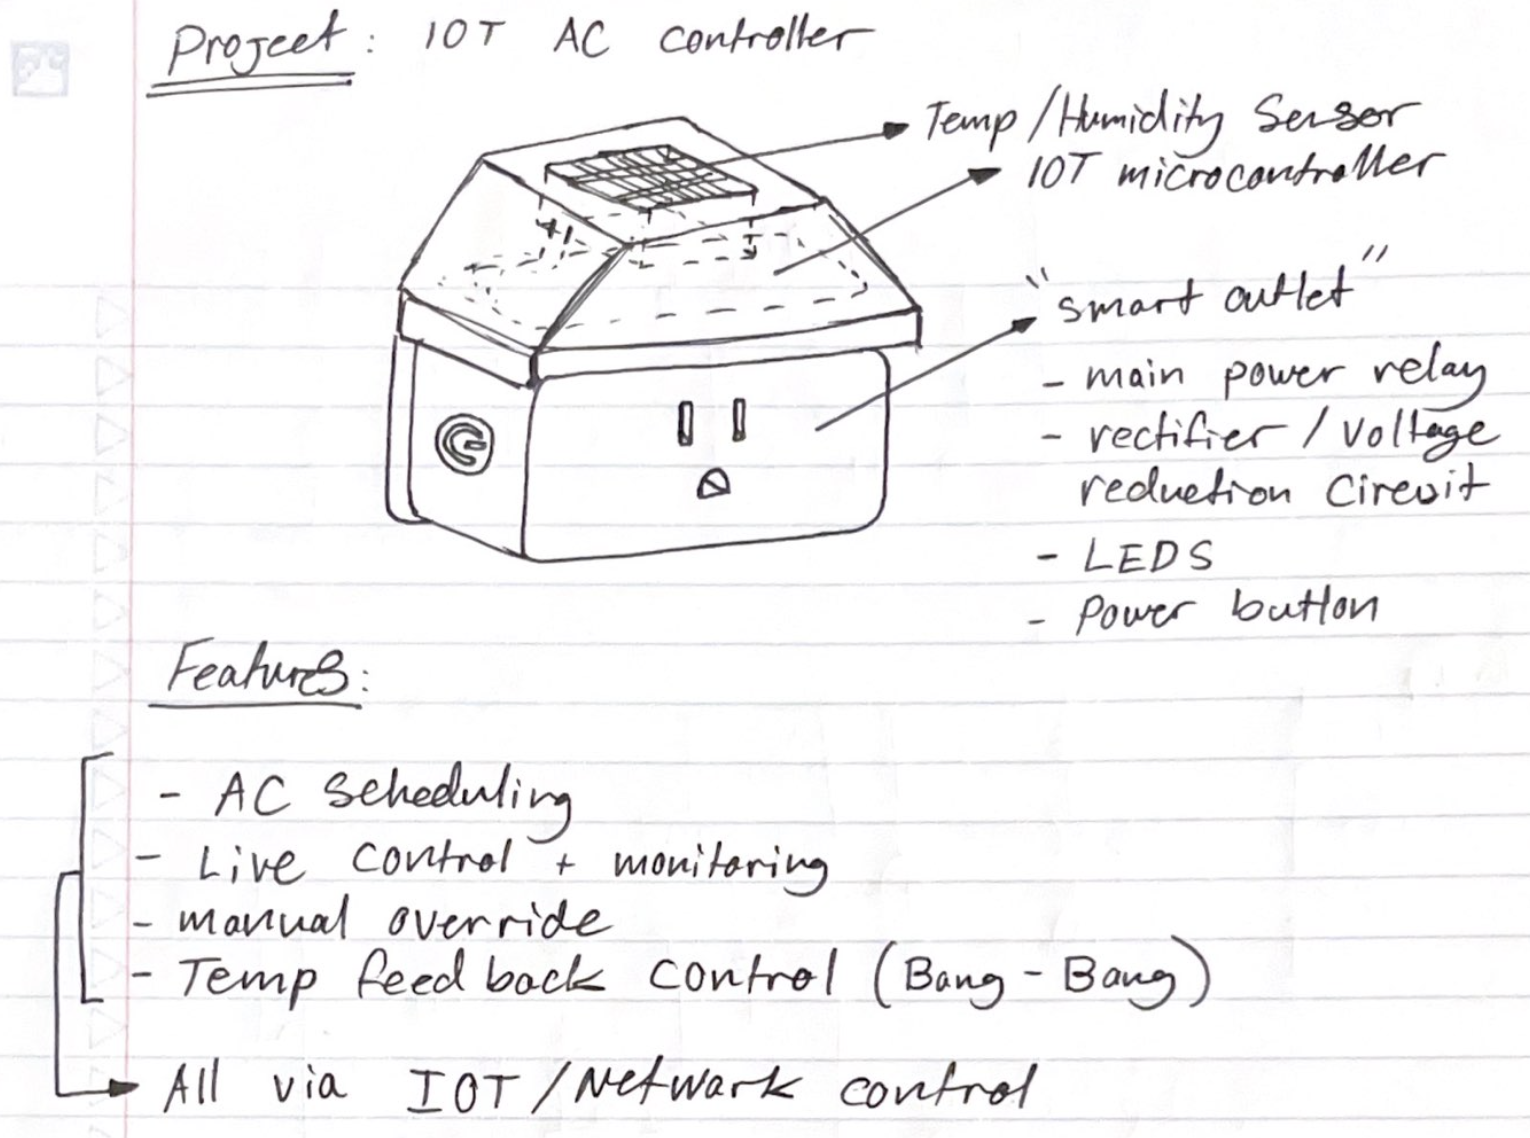 Project: IOT AC controller
Temp/Humidity Sensor
IOT microcontroller
"smart outlet"
- main power relay
- rectifier / voltage
reduction circuit
- LEDS
- Power button
Features:
- AC Scheduling
- Live control + monitoring
- manual override
- Temp feedback control (Bang-Bang)
All via IOT/Network control